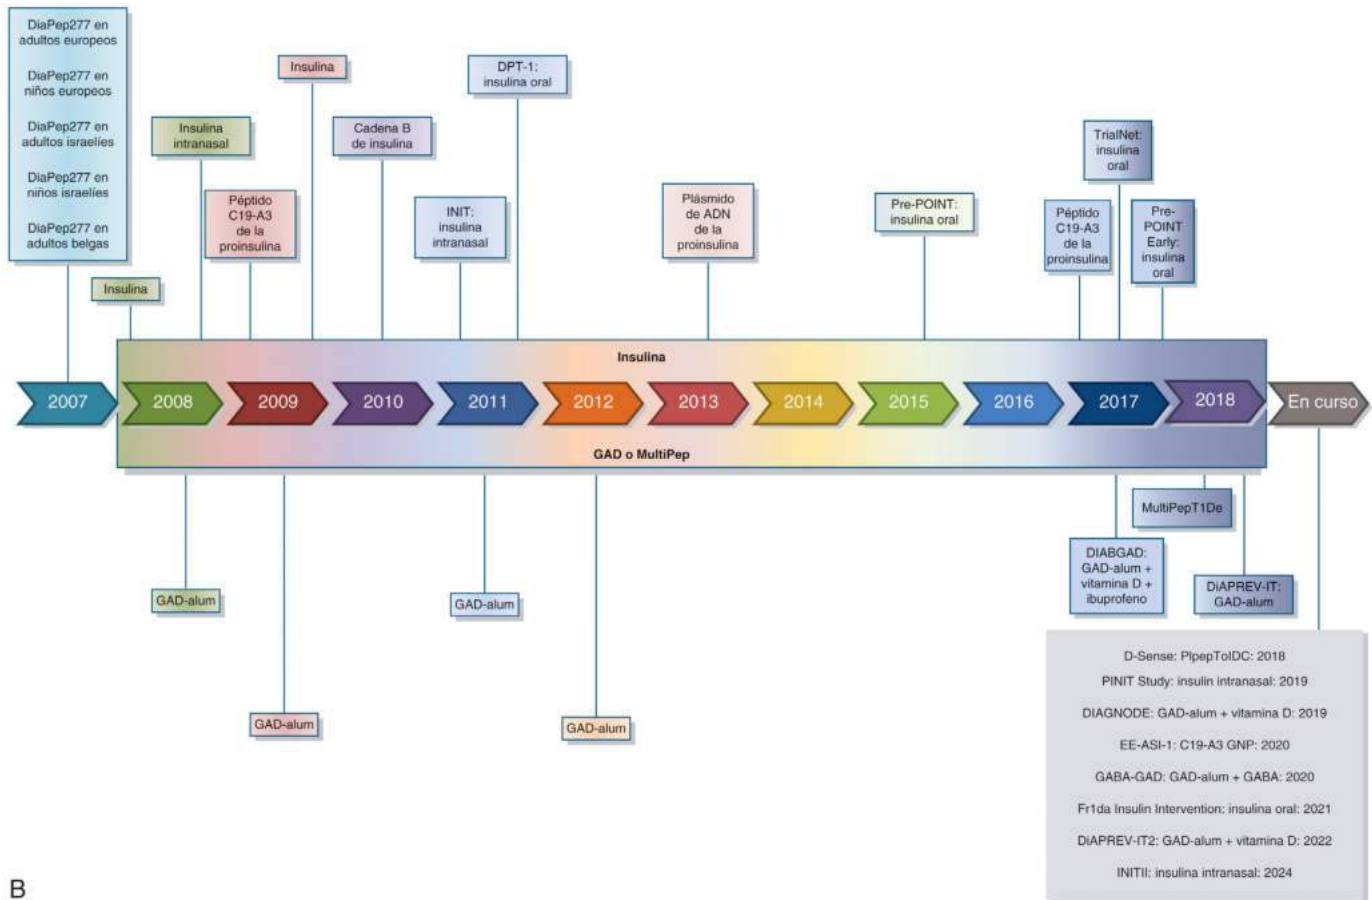 DiaPep277 en
adultos europeos
DiaPep277 en
niños europeos
DiaPep277 en
adultos israelíes
DiaPep277 en
niños israelíes
DiaPep277 en
adultos belgas
Insulina
Insulina
intranasal
Péptido
C19-A3
de la
proinsulina
Insulina
Cadena B
de insulina
INIT:
insulina
intranasal
DPT-1:
insulina oral
Plásmido
de ADN
de la
proinsulina
Pre-POINT:
insulina oral
Péptido
C19-A3
de la
proinsulina
TrialNet:
insulina
oral
Pre-
POINT
Early:
insulina
oral
Insulina
2007
2008
2009
2010
2011
2012
2013
2014
2015
2016
2017
2018
En curso
GAD o MultiPep
GAD-alum
GAD-alum
GAD-alum
GAD-alum
DIABGAD:
GAD-alum +
vitamina D +
ibuprofeno
MultiPepT1De
DiAPREV-IT:
GAD-alum
D-Sense: PIpepTolDC: 2018
PINIT Study: insulin intranasal: 2019
DIAGNODE: GAD-alum + vitamina D: 2019
EE-ASI-1: C19-A3 GNP: 2020
GABA-GAD: GAD-alum + GABA: 2020
Fr1da Insulin Intervention: insulina oral: 2021
DiAPREV-IT2: GAD-alum + vitamina D: 2022
INITII: insulina intranasal: 2024
B